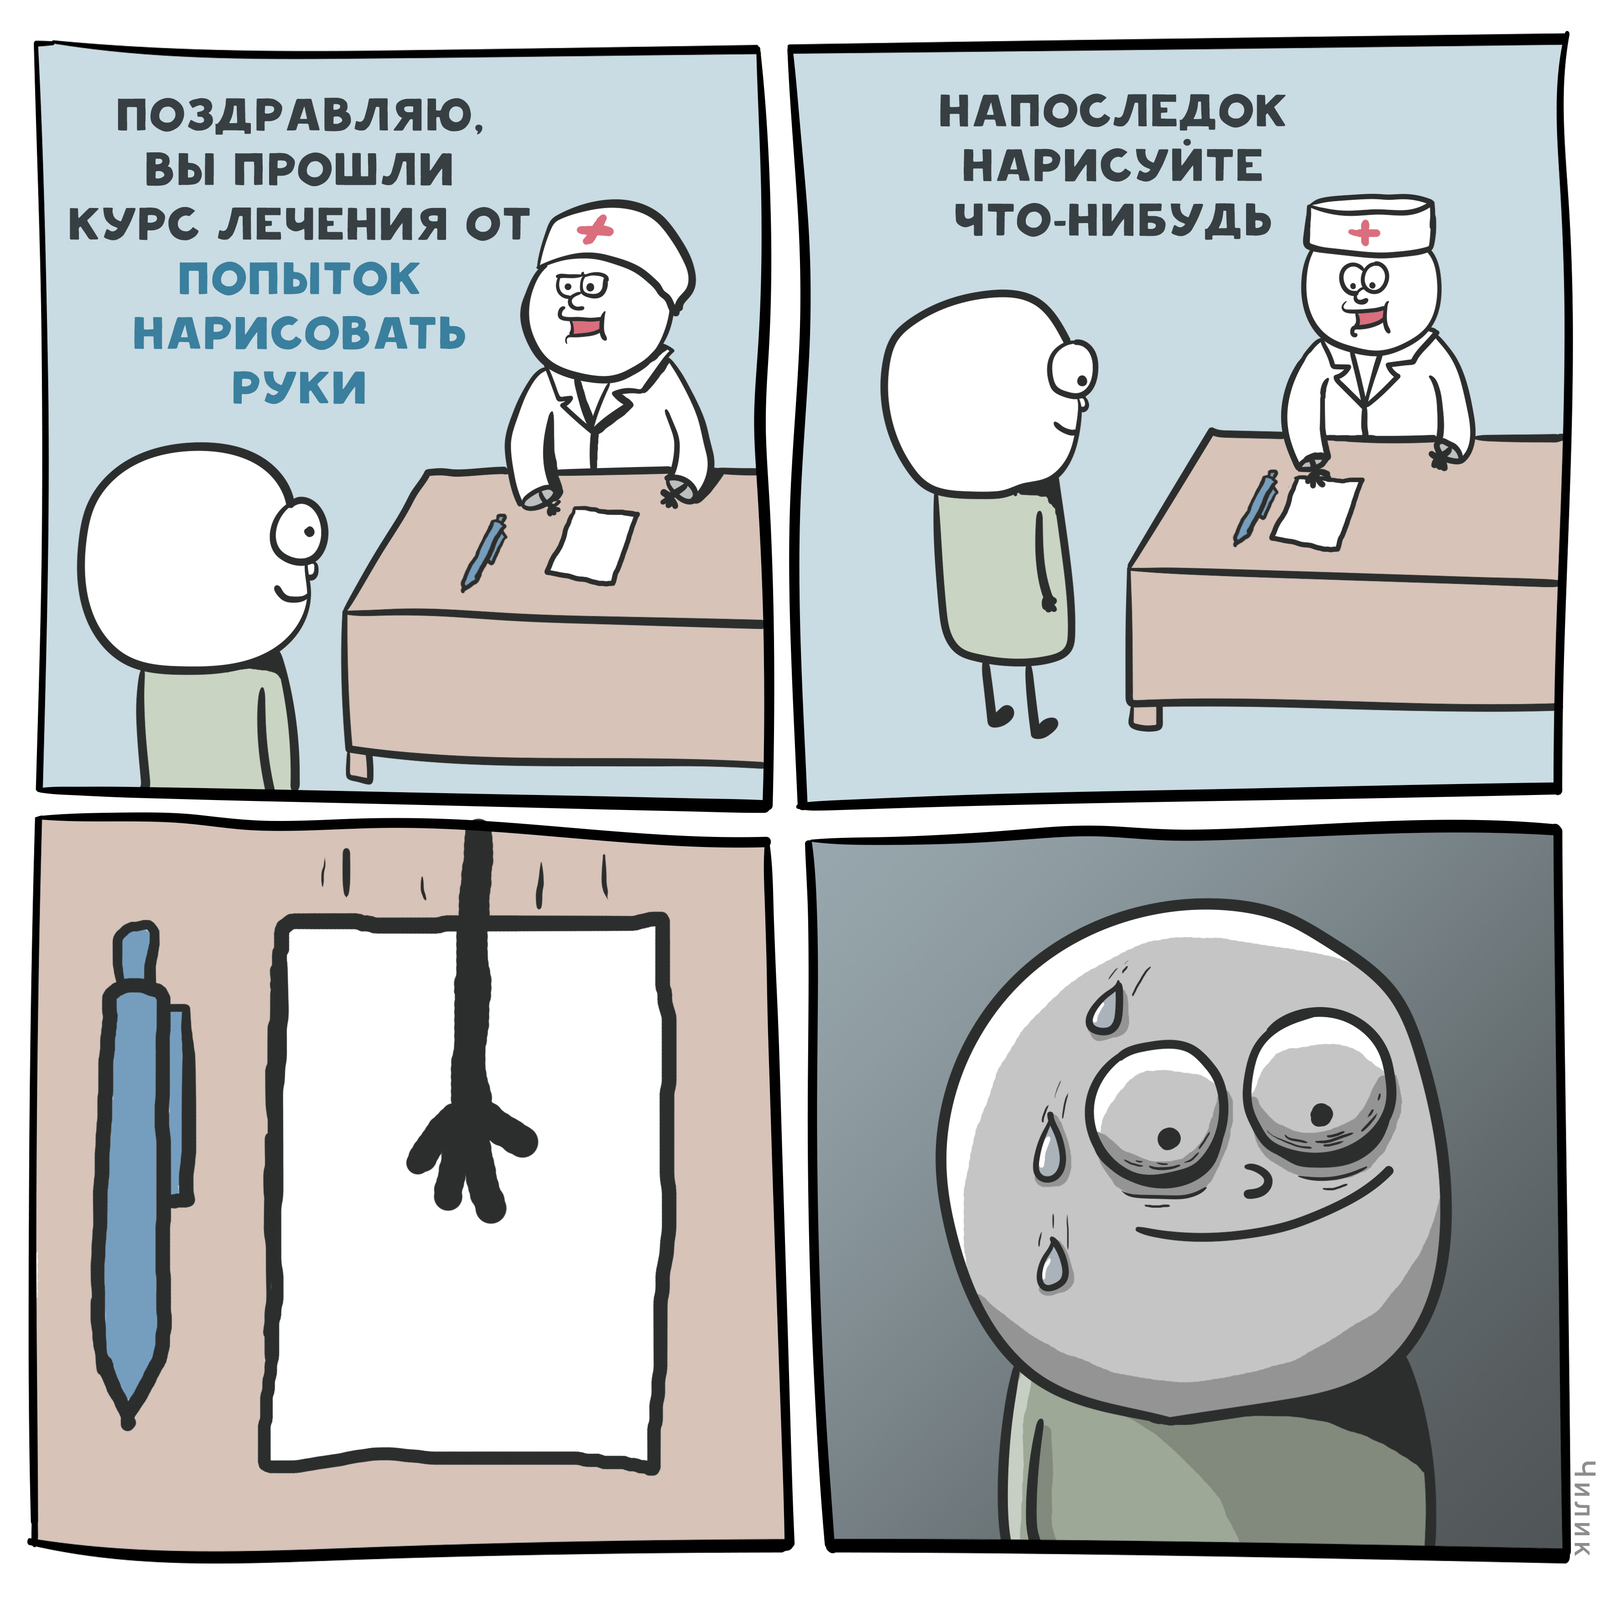 ПОЗДРАВЛЯЮ,
ВЫ ПРОШЛИ
КУРС ЛЕЧЕНИЯ ОТ
ПОПЫТОК
НАРИСОВАТЬ
РУКИ
НАПОСЛЕДОК
НАРИСУЙТЕ
ЧТО-НИБУДЬ
Чилик